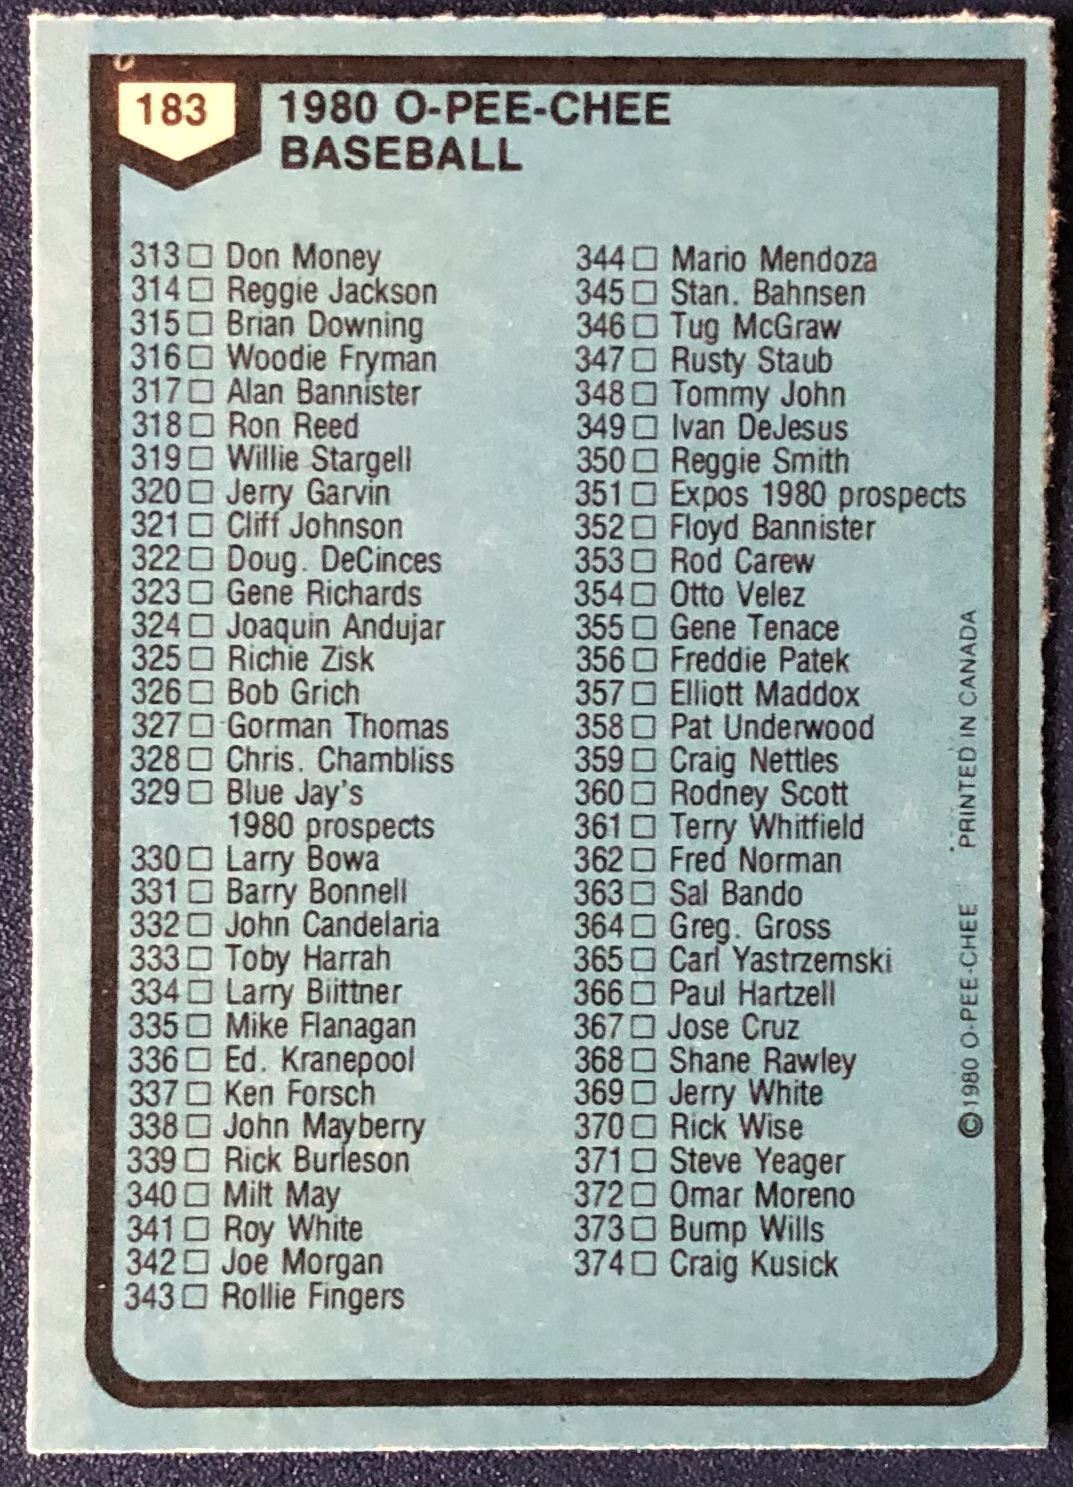 183
1980 O-PEE-CHEE
BASEBALL
313 □ Don Money
314 □ Reggie Jackson
315 □ Brian Downing
316 □ Woodie Fryman
317 □ Alan Bannister
318 □ Ron Reed
319 □ Willie Stargell
320 □ Jerry Garvin
321 □ Cliff Johnson
322 □ Doug. DeCinces
323 □ Gene Richards
324 □ Joaquin Andujar
325 □ Richie Zisk
326 □ Bob Grich
327 □ Gorman Thomas
328 □ Chris. Chambliss
329 □ Blue Jay's
1980 prospects
330 □ Larry Bowa
331 □ Barry Bonnell
332 □ John Candelaria
333 □ Toby Harrah
334 □ Larry Biittner
335 □ Mike Flanagan
336 □ Ed. Kranepool
337 □ Ken Forsch
338 □ John Mayberry
339 □ Rick Burleson
340 □ Milt May
341 □ Roy White
342 □ Joe Morgan
343 □ Rollie Fingers
344 □ Mario Mendoza
345 □ Stan. Bahnsen
346 □ Tug McGraw
347 □ Rusty Staub
348 □ Tommy John
349 □ Ivan DeJesus
350 □ Reggie Smith
351 □ Expos 1980 prospects
352 □ Floyd Bannister
353 □ Rod Carew
354 □ Otto Velez
355 □ Gene Tenace
356 □ Freddie Patek
357 □ Elliott Maddox
358 □ Pat Underwood
359 □ Craig Nettles
360 □ Rodney Scott
361 □ Terry Whitfield
362 □ Fred Norman
363 □ Sal Bando
364 □ Greg. Gross
365 □ Carl Yastrzemski
366 □ Paul Hartzell
367 □ Jose Cruz
368 □ Shane Rawley
369 □ Jerry White
370 □ Rick Wise
371 □ Steve Yeager
372 □ Omar Moreno
373 □ Bump Wills
374 □ Craig Kusick
©1980 O-PEE-CHEE PRINTED IN CANADA